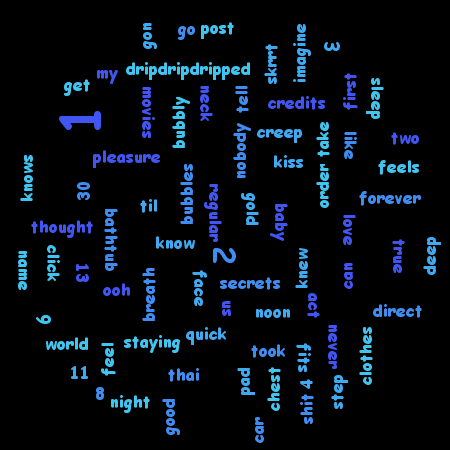 gon
go
post
imagine
3
skrrt
my
dripdripdripped
get
movies
bubbly
neck
tell
credits
first
sleep
1
nobody
creep
order take
like
two
pleasure
kiss
feels
knows
30
bubbles
regular
gold
baby
forever
til
thought
bathtub
know
2
love
true
deep
name
click
13
ooh
breath
face
us
secrets
knew
act
can
noon
direct
9
world
feel
staying
quick
took
fits
never
clothes
11
thai
pad
chest
4
shit
step
8
night
good
car